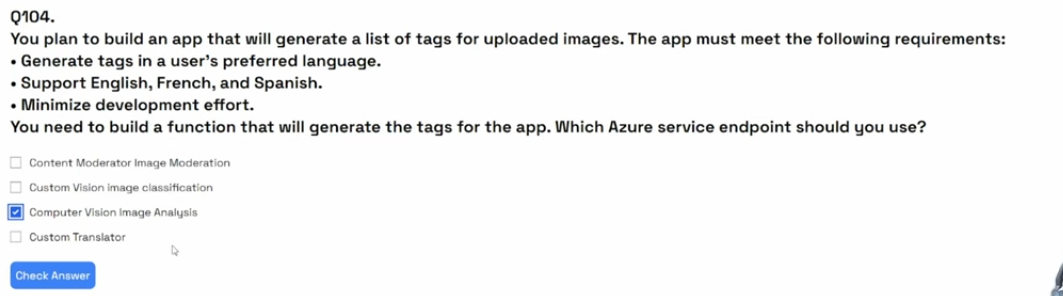 Q104.
You plan to build an app that will generate a list of tags for uploaded images. The app must meet the following requirements:
• Generate tags in a user's preferred language.
• Support English, French, and Spanish.
• Minimize development effort.
You need to build a function that will generate the tags for the app. Which Azure service endpoint should you use?
Content Moderator Image Moderation
Custom Vision image classification
Computer Vision Image Analysis
Custom Translator
Check Answer